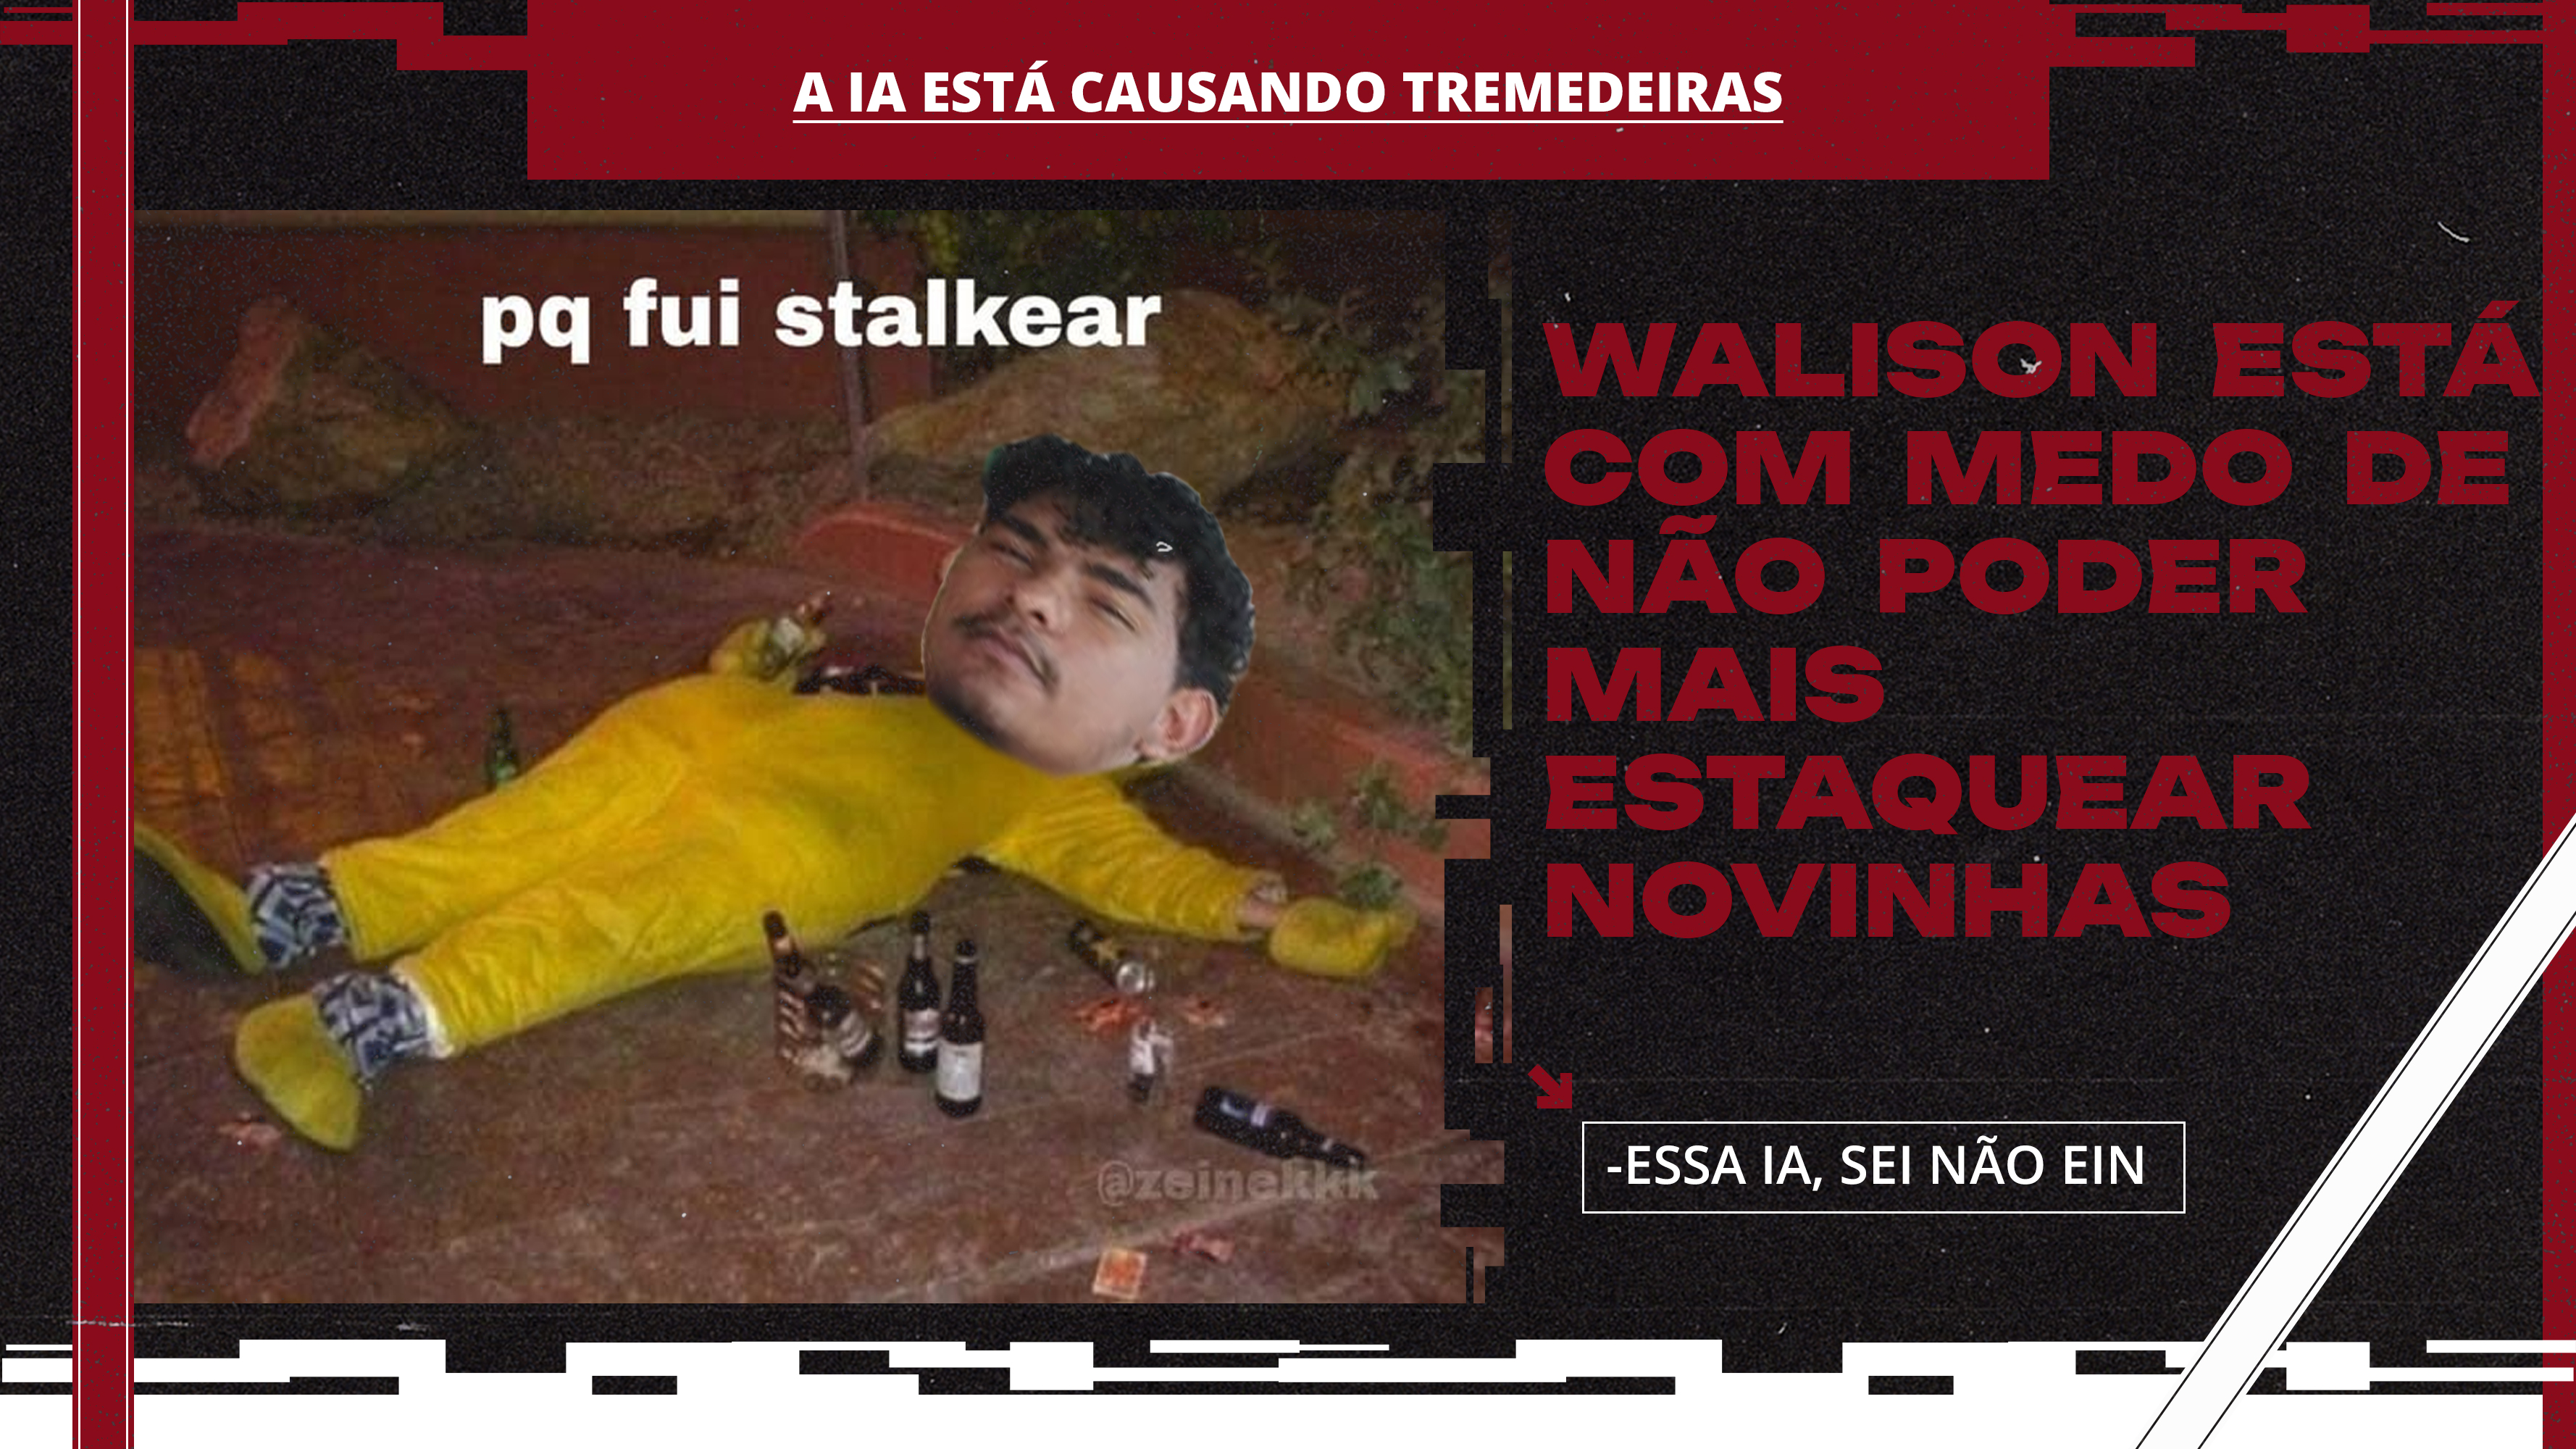 A IA ESTÁ CAUSANDO TREMEDEIRAS
pq fui stalkear
WALISON ESTÁ
COM MEDO DE
NÃO PODER
MAIS
ESTAQUEAR
NOVINHAS
-ESSA IA, SEI NÃO EIN
@zeinekkk